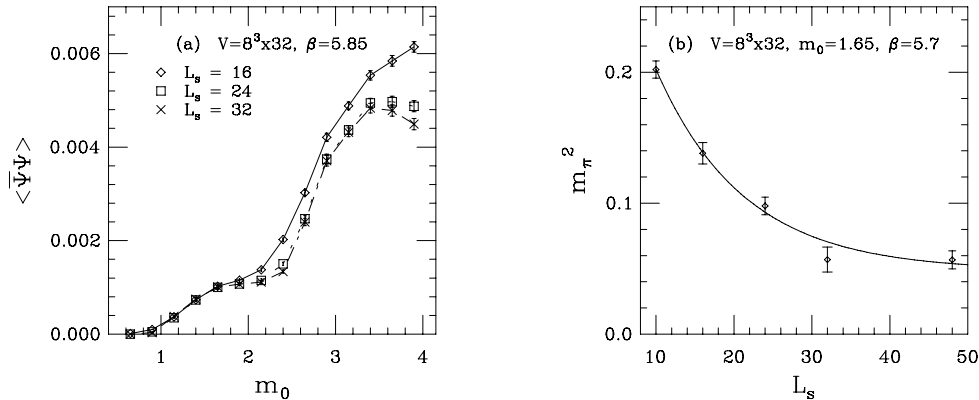 (a) V=8³x32, β=5.85
◇ L_s = 16
□ L_s = 24
× L_s = 32
<Ψ̅Ψ>
0.006
0.004
0.002
0.000
1 2 3 4
m_0
(b) V=8³x32, m_0=1.65, β=5.7
m_π²
0.2
0.1
0.0
10 20 30 40 50
L_s